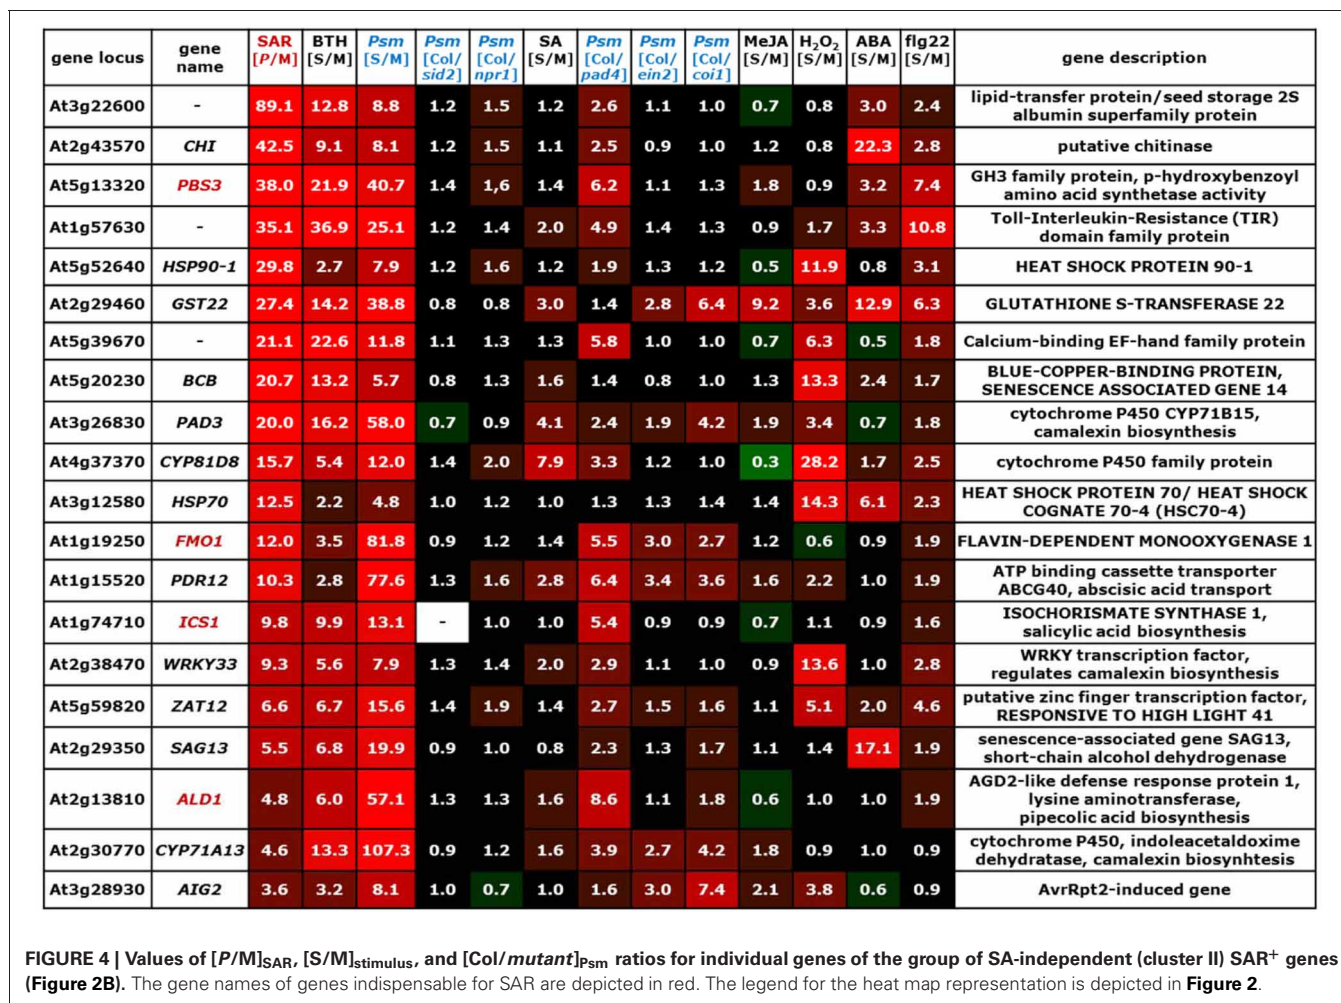 gene locus gene name SAR [P/M] BTH [S/M] Psm [S/M] Psm [Col/sid2] Psm [Col/npr1] SA [S/M] Psm [Col/pad4] Psm [Col/ein2] Psm [Col/coi1] MeJA [S/M] H₂O₂ [S/M] ABA [S/M] flg22 [S/M] gene description
At3g22600 - 89.1 12.8 8.8 1.2 1.5 1.2 2.6 1.1 1.0 0.7 0.8 3.0 2.4 lipid-transfer protein/seed storage 2S
albumin superfamily protein
At2g43570 CHI 42.5 9.1 8.1 1.2 1.5 1.1 2.5 0.9 1.0 1.2 0.8 22.3 2.8 putative chitinase
At5g13320 PBS3 38.0 21.9 40.7 1.4 1,6 1.4 6.2 1.1 1.3 1.8 0.9 3.2 7.4 GH3 family protein, p-hydroxybenzoyl
amino acid synthetase activity
At1g57630 - 35.1 36.9 25.1 1.2 1.4 2.0 4.9 1.4 1.3 0.9 1.7 3.3 10.8 Toll-Interleukin-Resistance (TIR)
domain family protein
At5g52640 HSP90-1 29.8 2.7 7.9 1.2 1.6 1.2 1.9 1.3 1.2 0.5 11.9 0.8 3.1 HEAT SHOCK PROTEIN 90-1
At2g29460 GST22 27.4 14.2 38.8 0.8 0.8 3.0 1.4 2.8 6.4 9.2 3.6 12.9 6.3 GLUTATHIONE S-TRANSFERASE 22
At5g39670 - 21.1 22.6 11.8 1.1 1.3 1.3 5.8 1.0 1.0 0.7 6.3 0.5 1.8 Calcium-binding EF-hand family protein
At5g20230 BCB 20.7 13.2 5.7 0.8 1.3 1.6 1.4 0.8 1.0 1.3 13.3 2.4 1.7 BLUE-COPPER-BINDING PROTEIN,
SENESCENCE ASSOCIATED GENE 14
At3g26830 PAD3 20.0 16.2 58.0 0.7 0.9 4.1 2.4 1.9 4.2 1.9 3.4 0.7 1.8 cytochrome P450 CYP71B15,
camalexin biosynthesis
At4g37370 CYP81D8 15.7 5.4 12.0 1.4 2.0 7.9 3.3 1.2 1.0 0.3 28.2 1.7 2.5 cytochrome P450 family protein
At3g12580 HSP70 12.5 2.2 4.8 1.0 1.2 1.0 1.3 1.3 1.4 1.4 14.3 6.1 2.3 HEAT SHOCK PROTEIN 70/ HEAT SHOCK
COGNATE 70-4 (HSC70-4)
At1g19250 FMO1 12.0 3.5 81.8 0.9 1.2 1.4 5.5 3.0 2.7 1.2 0.6 0.9 1.9 FLAVIN-DEPENDENT MONOOXYGENASE 1
At1g15520 PDR12 10.3 2.8 77.6 1.3 1.6 2.8 6.4 3.4 3.6 1.6 2.2 1.0 1.9 ATP binding cassette transporter
ABCG40, abscisic acid transport
At1g74710 ICS1 9.8 9.9 13.1 - 1.0 1.0 5.4 0.9 0.9 0.7 1.1 0.9 1.6 ISOCHORISMATE SYNTHASE 1,
salicylic acid biosynthesis
At2g38470 WRKY33 9.3 5.6 7.9 1.3 1.4 2.0 2.9 1.1 1.0 0.9 13.6 1.0 2.8 WRKY transcription factor,
regulates camalexin biosynthesis
At5g59820 ZAT12 6.6 6.7 15.6 1.4 1.9 1.4 2.7 1.5 1.6 1.1 5.1 2.0 4.6 putative zinc finger transcription factor,
RESPONSIVE TO HIGH LIGHT 41
At2g29350 SAG13 5.5 6.8 19.9 0.9 1.0 0.8 2.3 1.3 1.7 1.1 1.4 17.1 1.9 senescence-associated gene SAG13,
short-chain alcohol dehydrogenase
At2g13810 ALD1 4.8 6.0 57.1 1.3 1.3 1.6 8.6 1.1 1.8 0.6 1.0 1.0 1.9 AGD2-like defense response protein 1,
lysine aminotransferase,
pipecolic acid biosynthesis
At2g30770 CYP71A13 4.6 13.3 107.3 0.9 1.2 1.6 3.9 2.7 4.2 1.8 0.9 1.0 0.9 cytochrome P450, indoleacetaldoxime
dehydratase, camalexin biosynhtesis
At3g28930 AIG2 3.6 3.2 8.1 1.0 0.7 1.0 1.6 3.0 7.4 2.1 3.8 0.6 0.9 AvrRpt2-induced gene
FIGURE 4 | Values of [P/M]SAR, [S/M]stimulus, and [Col/mutant]Psm ratios for individual genes of the group of SA-independent (cluster II) SAR⁺ genes
(Figure 2B). The gene names of genes indispensable for SAR are depicted in red. The legend for the heat map representation is depicted in Figure 2.